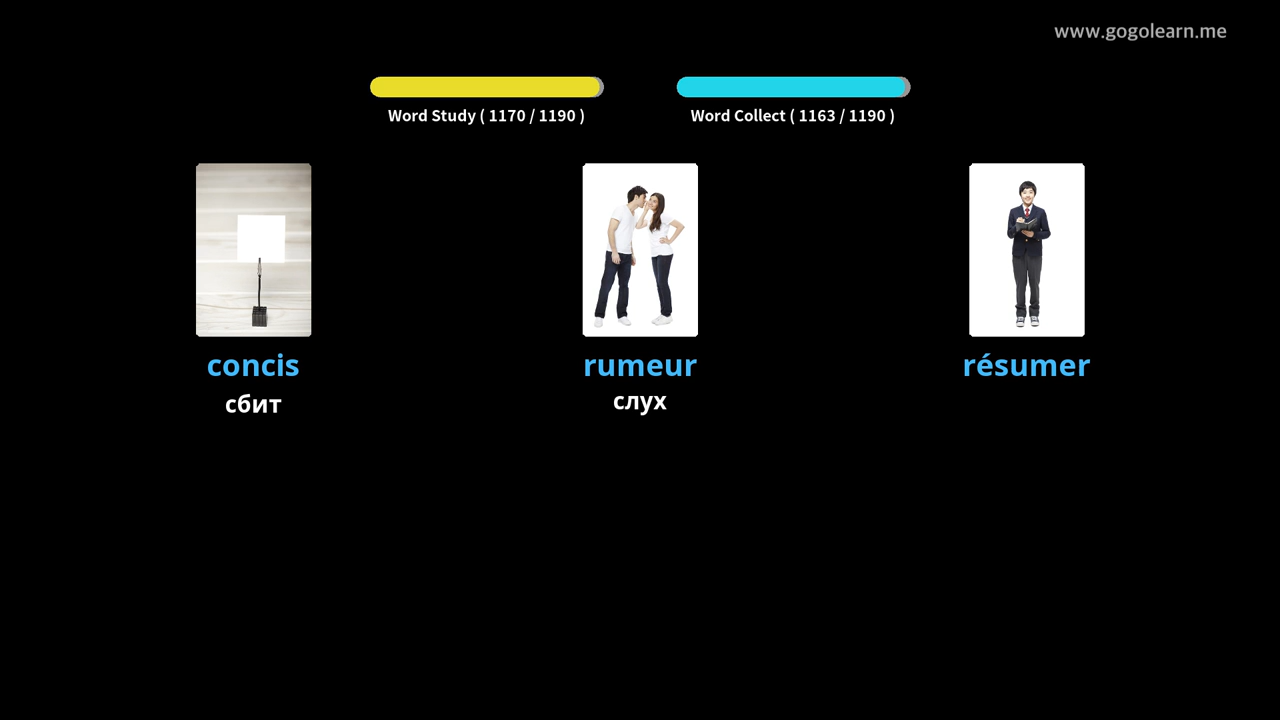 www.gogolearn.me
Word Study ( 1170 / 1190 )
Word Collect ( 1163 / 1190 )
concis
сбит
rumeur
слух
résumer